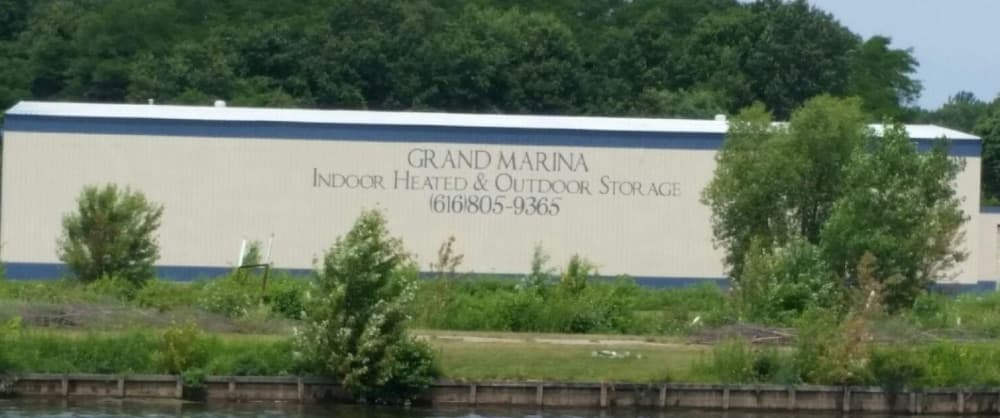 GRAND MARINA
INDOOR HEATED & OUTDOOR STORAGE
(616)805-9365